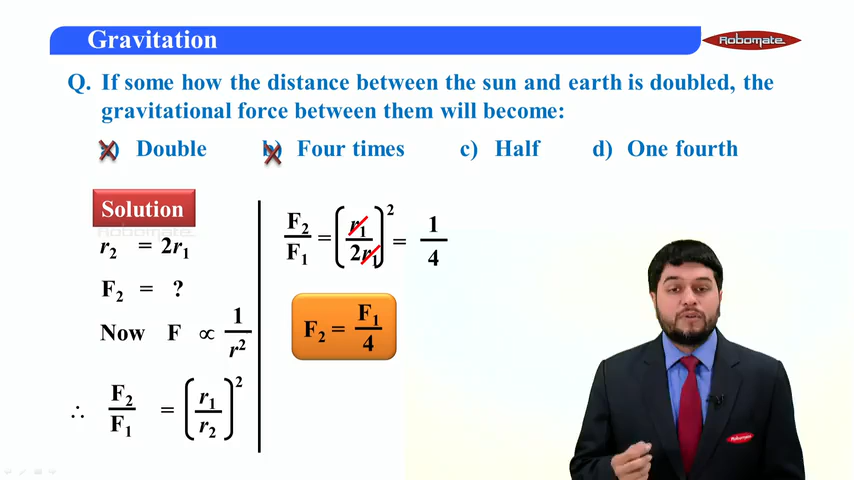 Gravitation
Robomate
Q. If some how the distance between the sun and earth is doubled, the
gravitational force between them will become:
a) Double b) Four times c) Half d) One fourth
Solution
r₂ = 2r₁
F₂ = ?
Now F ∝ 1/r²
∴ F₂/F₁ = (r₁/r₂)²
F₂/F₁ = (r₁/2r₁)² = 1/4
F₂ = F₁/4
Robomate